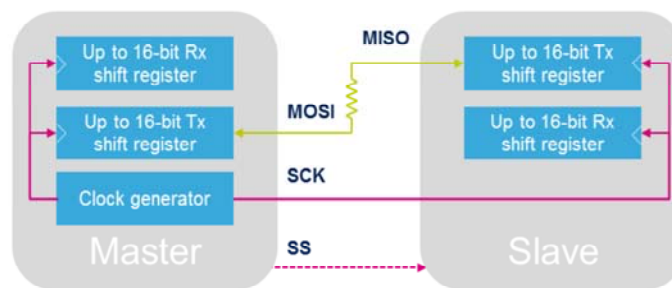 Up to 16-bit Rx
shift register
MISO
Up to 16-bit Tx
shift register
Up to 16-bit Tx
shift register
MOSI
Up to 16-bit Rx
shift register
Clock generator
SCK
Master
SS
Slave